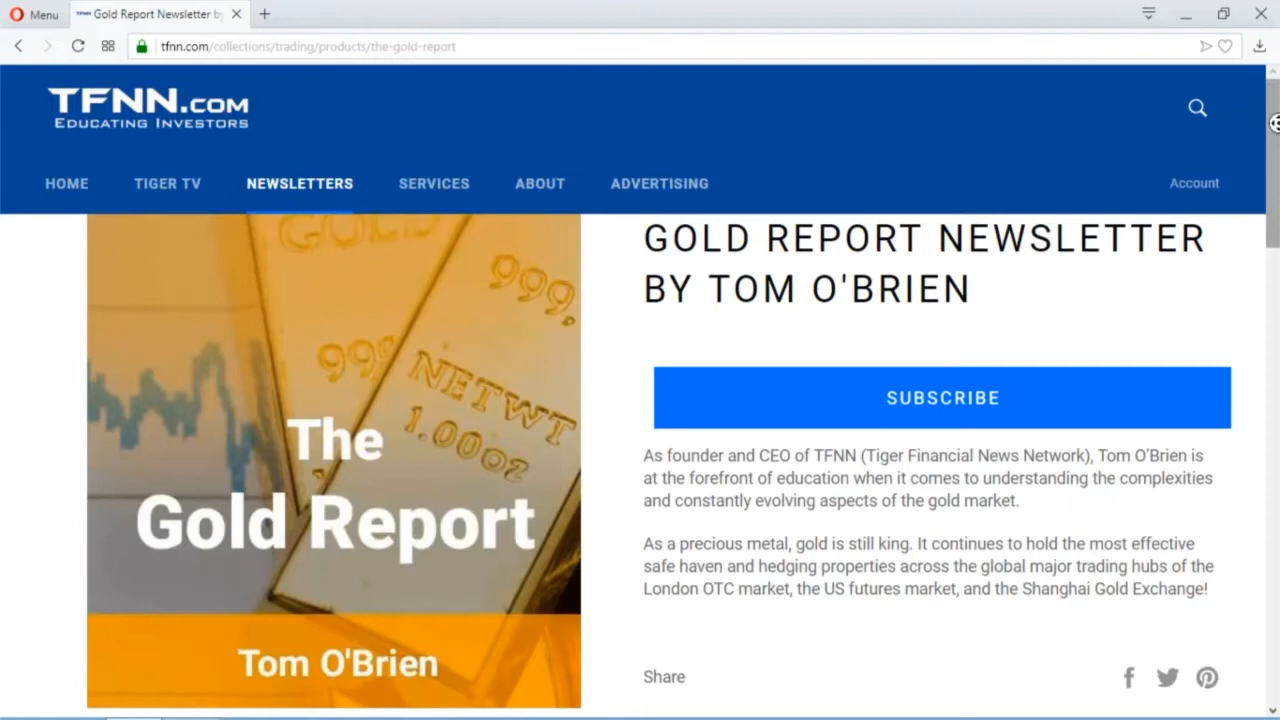 Menu
Gold Report Newsletter by
tfnn.com/collections/trading/products/the-gold-report
TFNN.COM
EDUCATING INVESTORS
HOME TIGER TV NEWSLETTERS SERVICES ABOUT ADVERTISING Account
GOLD
999.
999
NETWT
1.00oz
The
Gold Report
Tom O'Brien
GOLD REPORT NEWSLETTER
BY TOM O'BRIEN
SUBSCRIBE
As founder and CEO of TFNN (Tiger Financial News Network), Tom O’Brien is
at the forefront of education when it comes to understanding the complexities
and constantly evolving aspects of the gold market.
As a precious metal, gold is still king. It continues to hold the most effective
safe haven and hedging properties across the global major trading hubs of the
London OTC market, the US futures market, and the Shanghai Gold Exchange!
Share